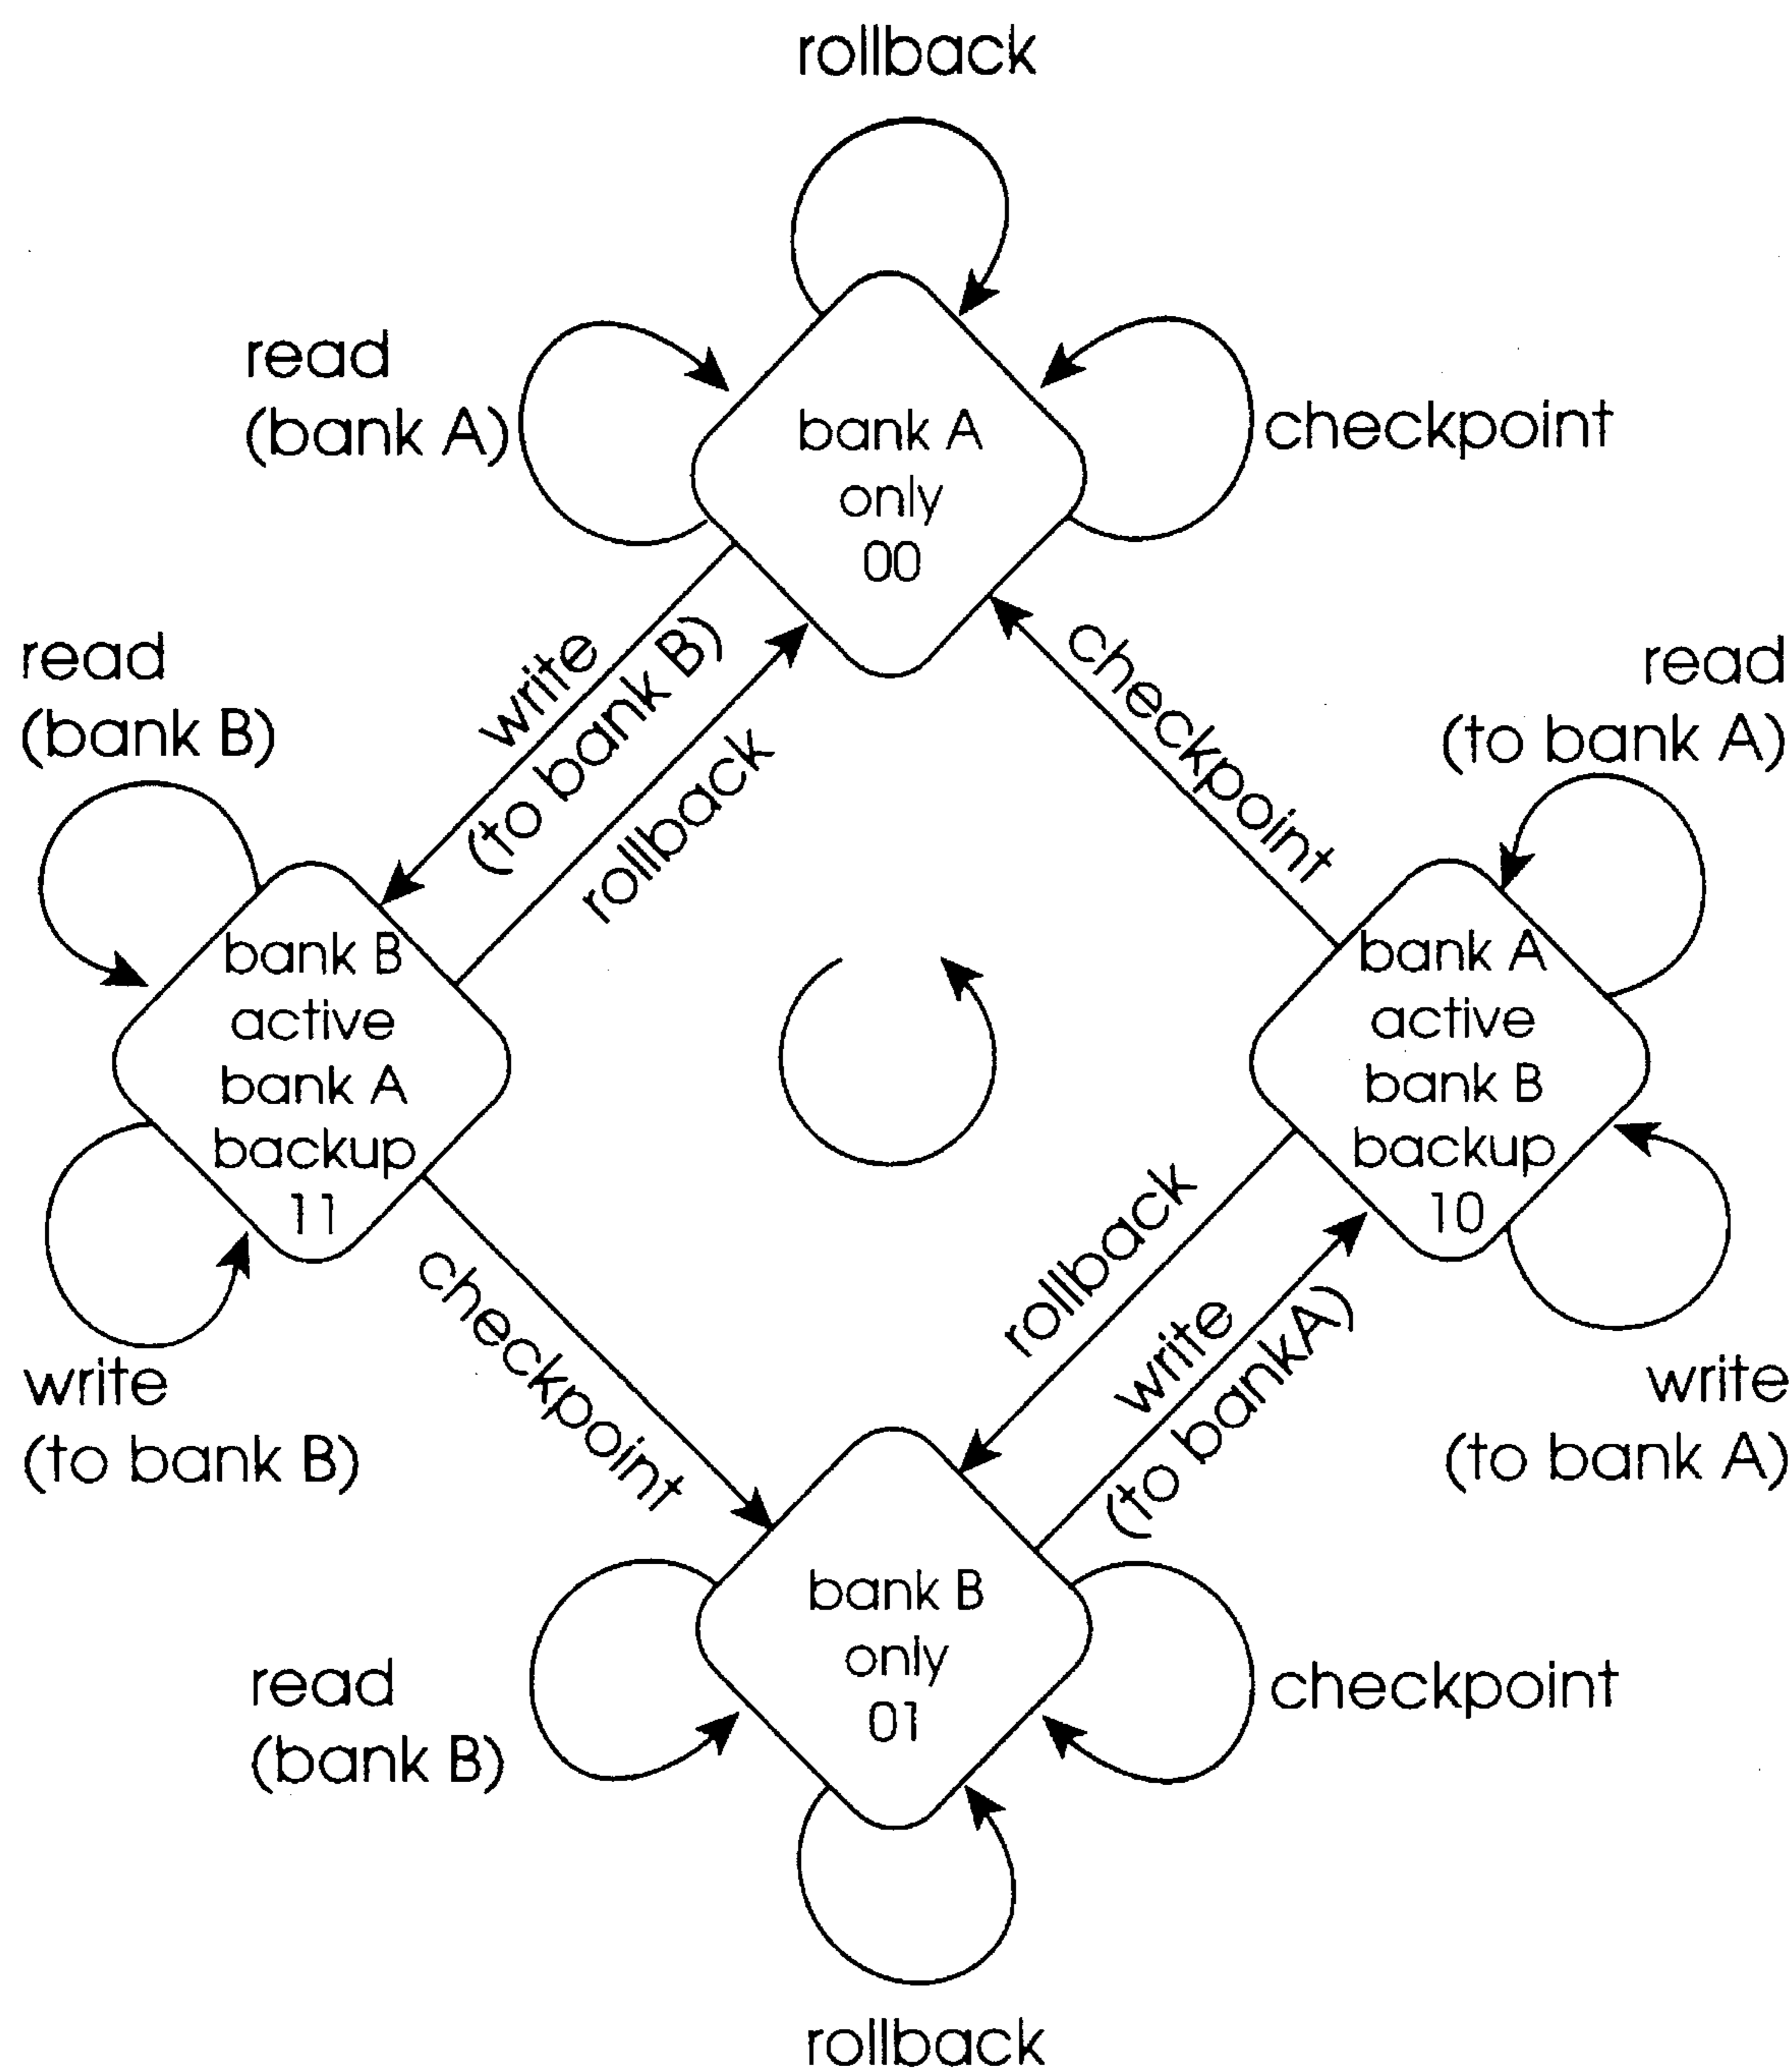 rollback
read
(bank A)
bank A
only
00
checkpoint
write
(to bank B)
rollback
checkpoint
read
(bank B)
read
(to bank A)
bank B
active
bank A
backup
11
bank A
active
bank B
backup
10
write
(to bank B)
checkpoint
rollback
write
(to bankA)
write
(to bank A)
bank B
only
01
read
(bank B)
checkpoint
rollback